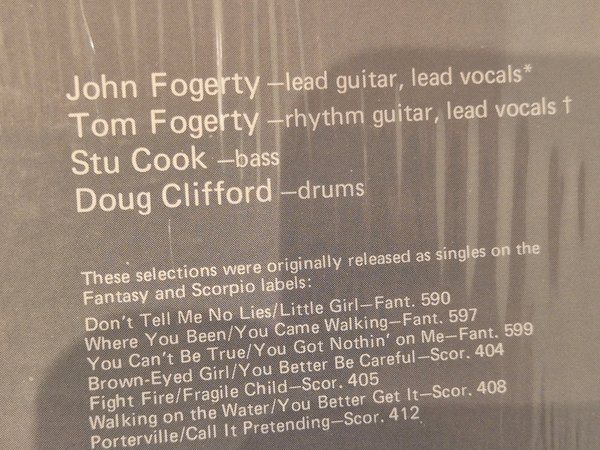 John Fogerty —lead guitar, lead vocals*
Tom Fogerty —rhythm guitar, lead vocals †
Stu Cook —bass
Doug Clifford —drums
These selections were originally released as singles on the
Fantasy and Scorpio labels:
Don't Tell Me No Lies/Little Girl—Fant. 590
Where You Been/You Came Walking—Fant. 597
You Can't Be True/You Got Nothin' on Me—Fant. 599
Brown-Eyed Girl/You Better Be Careful—Scor. 404
Fight Fire/Fragile Child—Scor. 405
Walking on the Water/You Better Get It—Scor. 408
Porterville/Call It Pretending—Scor. 412